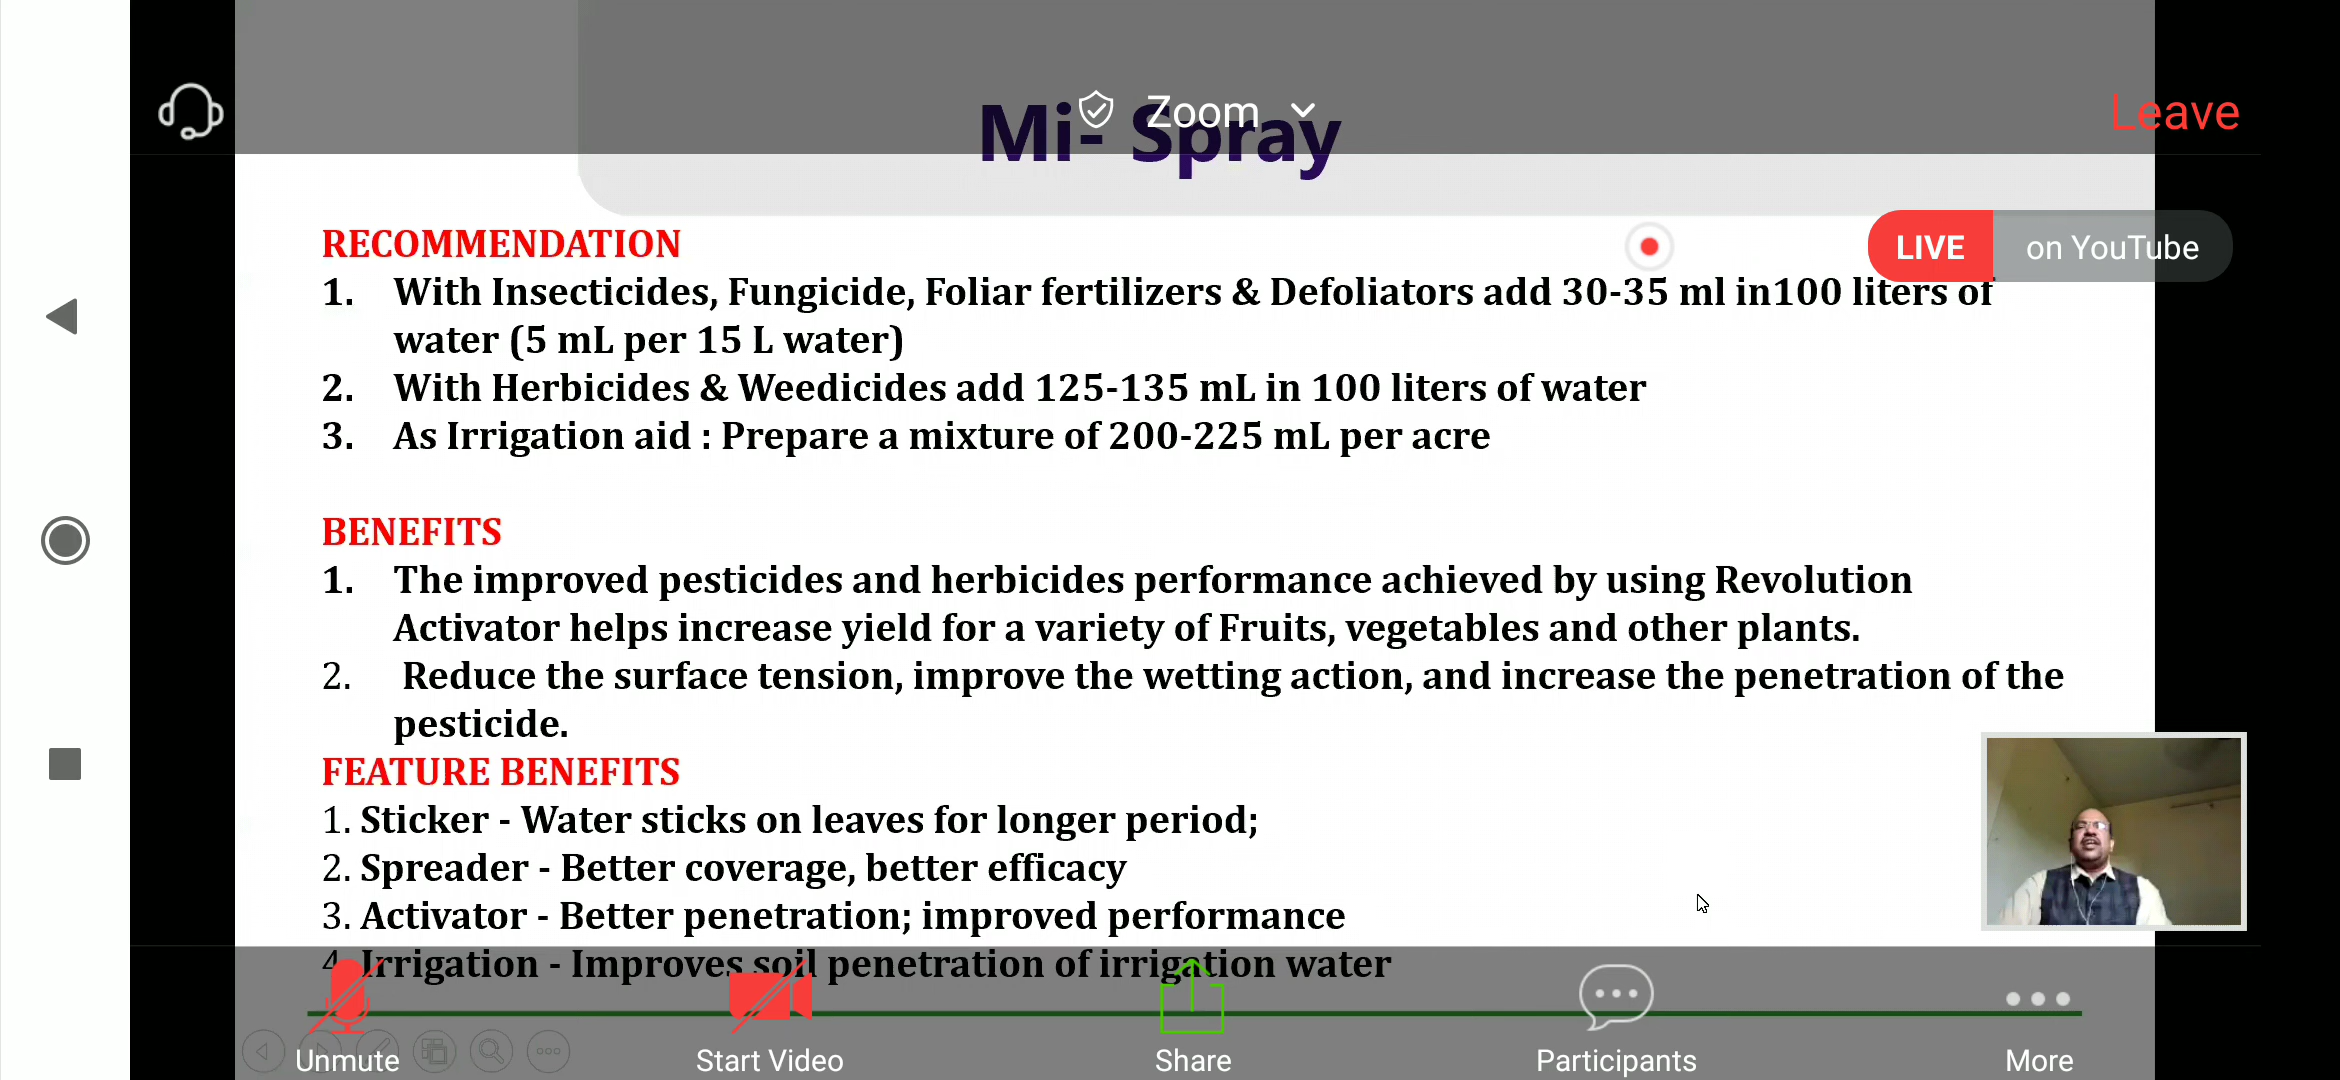 Mi- Spray
Zoom
Leave
LIVE on YouTube
RECOMMENDATION
1. With Insecticides, Fungicide, Foliar fertilizers & Defoliators add 30-35 ml in100 liters of
water (5 mL per 15 L water)
2. With Herbicides & Weedicides add 125-135 mL in 100 liters of water
3. As Irrigation aid : Prepare a mixture of 200-225 mL per acre
BENEFITS
1. The improved pesticides and herbicides performance achieved by using Revolution
Activator helps increase yield for a variety of Fruits, vegetables and other plants.
2. Reduce the surface tension, improve the wetting action, and increase the penetration of the
pesticide.
FEATURE BENEFITS
1. Sticker - Water sticks on leaves for longer period;
2. Spreader - Better coverage, better efficacy
3. Activator - Better penetration; improved performance
4. Irrigation - Improves soil penetration of irrigation water
Unmute Start Video Share Participants More